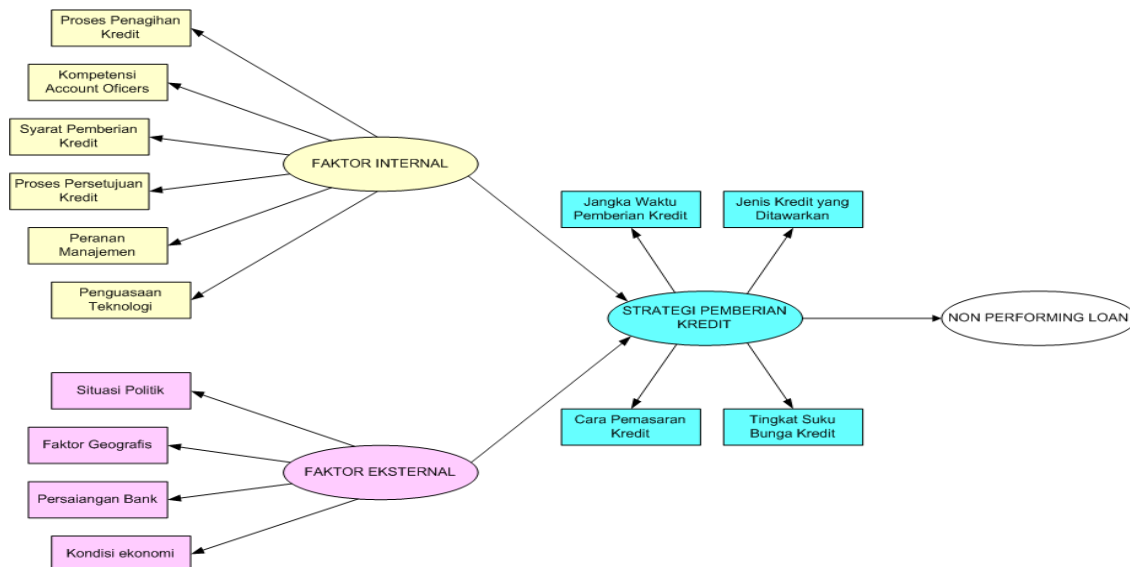 Proses Penagihan
Kredit
Kompetensi
Account Oficers
Syarat Pemberian
Kredit
Proses Persetujuan
Kredit
Peranan
Manajemen
Penguasaan
Teknologi
FAKTOR INTERNAL
Situasi Politik
Faktor Geografis
Persaiangan Bank
Kondisi ekonomi
FAKTOR EKSTERNAL
Jangka Waktu
Pemberian Kredit
Jenis Kredit yang
Ditawarkan
STRATEGI PEMBERIAN
KREDIT
Cara Pemasaran
Kredit
Tingkat Suku
Bunga Kredit
NON PERFORMING LOAN